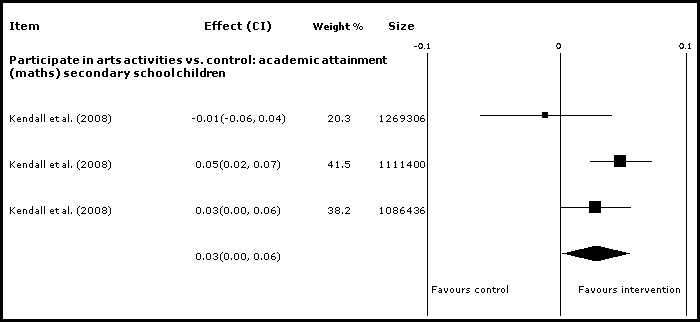 Item Effect (CI) Weight % Size
-0.1 0 0.1
Participate in arts activities vs. control: academic attainment
(maths) secondary school children
Kendall et al. (2008) -0.01(-0.06, 0.04) 20.3 1269306
Kendall et al. (2008) 0.05(0.02, 0.07) 41.5 1111400
Kendall et al. (2008) 0.03(0.00, 0.06) 38.2 1086436
0.03(0.00, 0.06)
Favours control Favours intervention